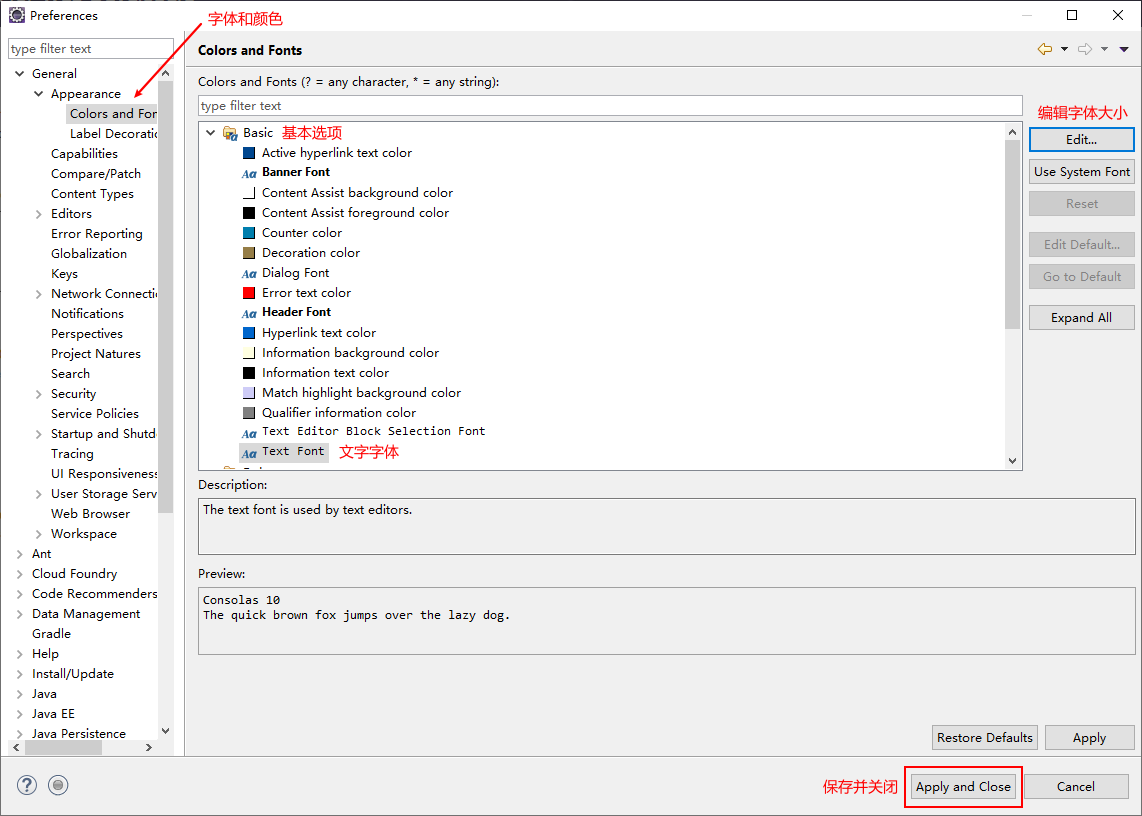 Preferences
字体和颜色
type filter text
General
Appearance
Colors and Fon
Label Decoratic
Capabilities
Compare/Patch
Content Types
Editors
Error Reporting
Globalization
Keys
Network Connectic
Notifications
Perspectives
Project Natures
Search
Security
Service Policies
Startup and Shutd
Tracing
UI Responsiveness
User Storage Serv
Web Browser
Workspace
Ant
Cloud Foundry
Code Recommenders
Data Management
Gradle
Help
Install/Update
Java
Java EE
Java Persistence
Colors and Fonts
Colors and Fonts (? = any character, * = any string):
type filter text
Basic 基本选项
Active hyperlink text color
Aa Banner Font
Content Assist background color
Content Assist foreground color
Counter color
Decoration color
Aa Dialog Font
Error text color
Aa Header Font
Hyperlink text color
Information background color
Information text color
Match highlight background color
Qualifier information color
Aa Text Editor Block Selection Font
Aa Text Font 文字字体
编辑字体大小
Edit...
Use System Font
Reset
Edit Default...
Go to Default
Expand All
Description:
The text font is used by text editors.
Preview:
Consolas 10
The quick brown fox jumps over the lazy dog.
Restore Defaults
Apply
?
保存并关闭
Apply and Close
Cancel